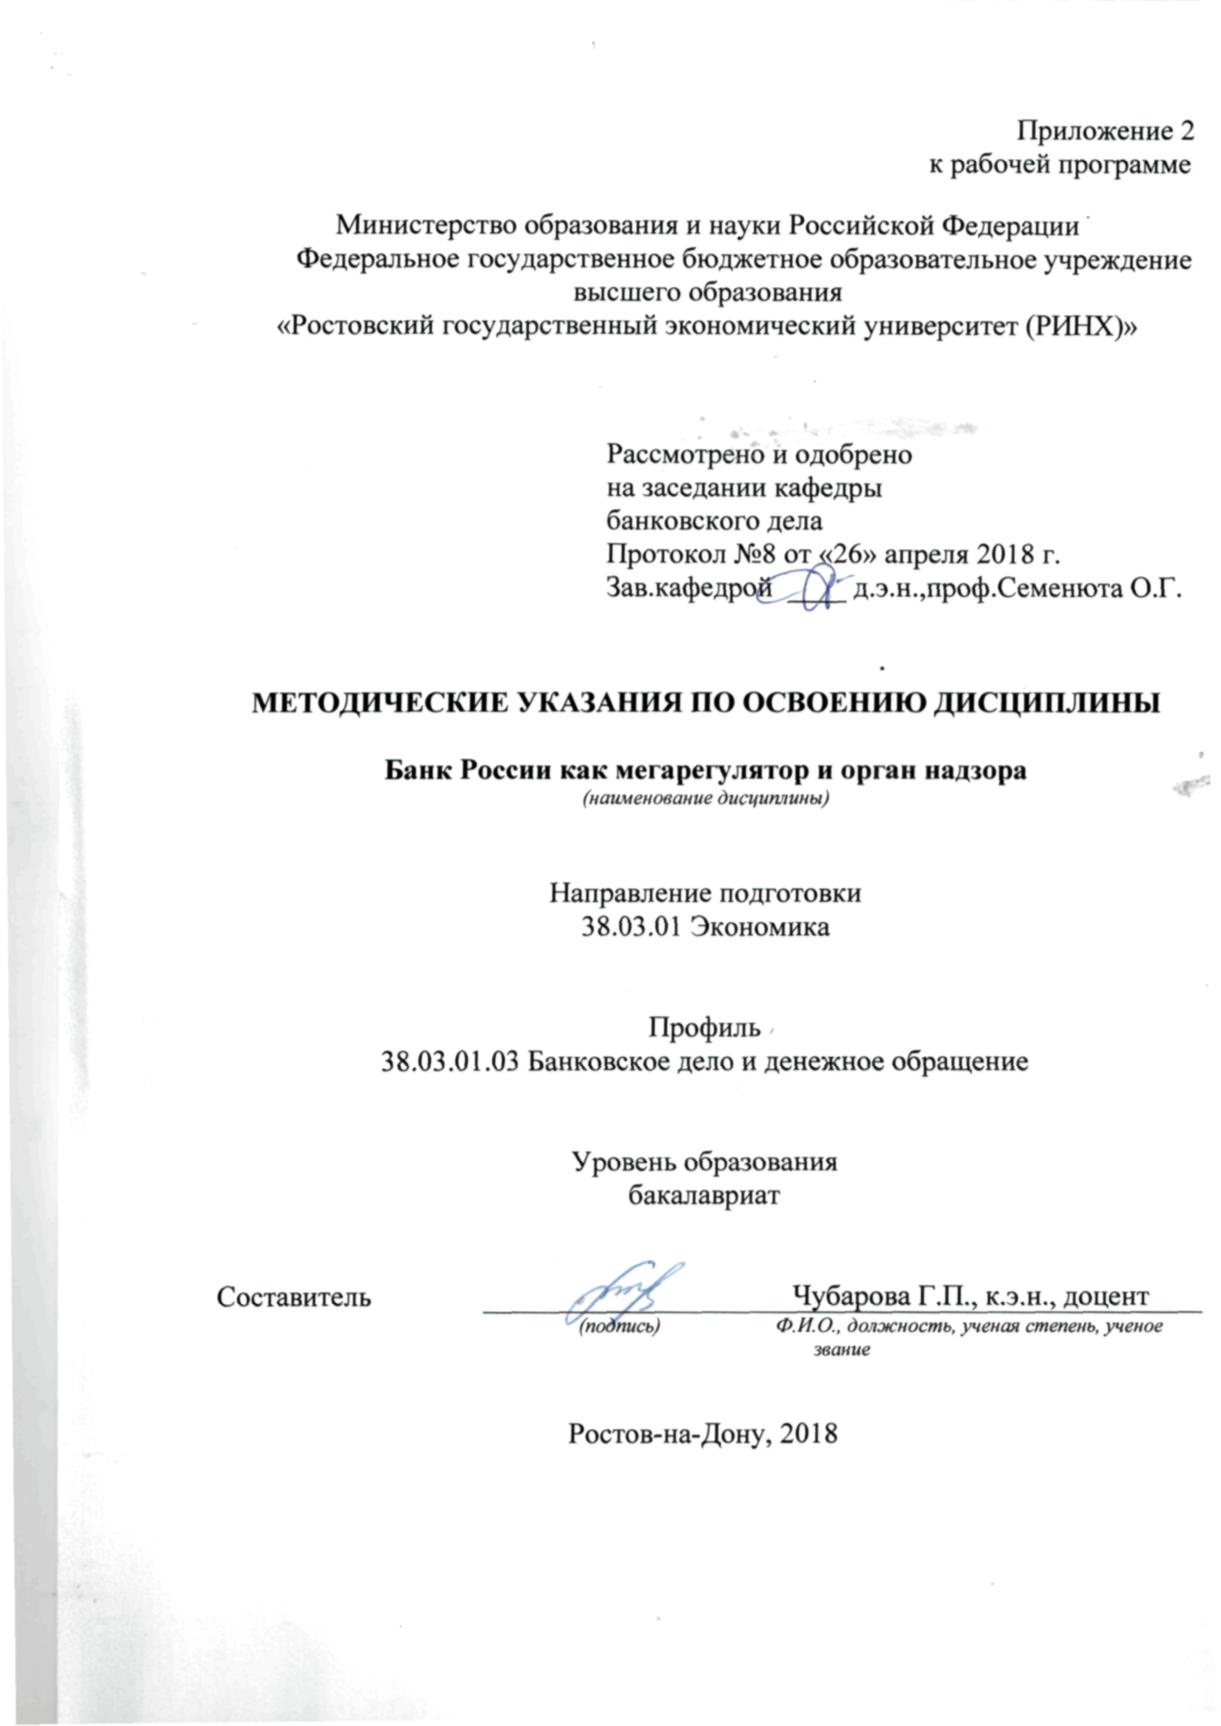 Приложение 2
к рабочей программе
Министерство образования и науки Российской Федерации
Федеральное государственное бюджетное образовательное учреждение
высшего образования
«Ростовский государственный экономический университет (РИНХ)»
Рассмотрено и одобрено
на заседании кафедры
банковского дела
Протокол №8 от «26» апреля 2018 г.
Зав.кафедрой ____ д.э.н.,проф.Семенюта О.Г.
МЕТОДИЧЕСКИЕ УКАЗАНИЯ ПО ОСВОЕНИЮ ДИСЦИПЛИНЫ
Банк России как мегарегулятор и орган надзора
(наименование дисциплины)
Направление подготовки
38.03.01 Экономика
Профиль
38.03.01.03 Банковское дело и денежное обращение
Уровень образования
бакалавриат
Составитель Чубарова Г.П., к.э.н., доцент
(подпись) Ф.И.О., должность, ученая степень, ученое
звание
Ростов-на-Дону, 2018